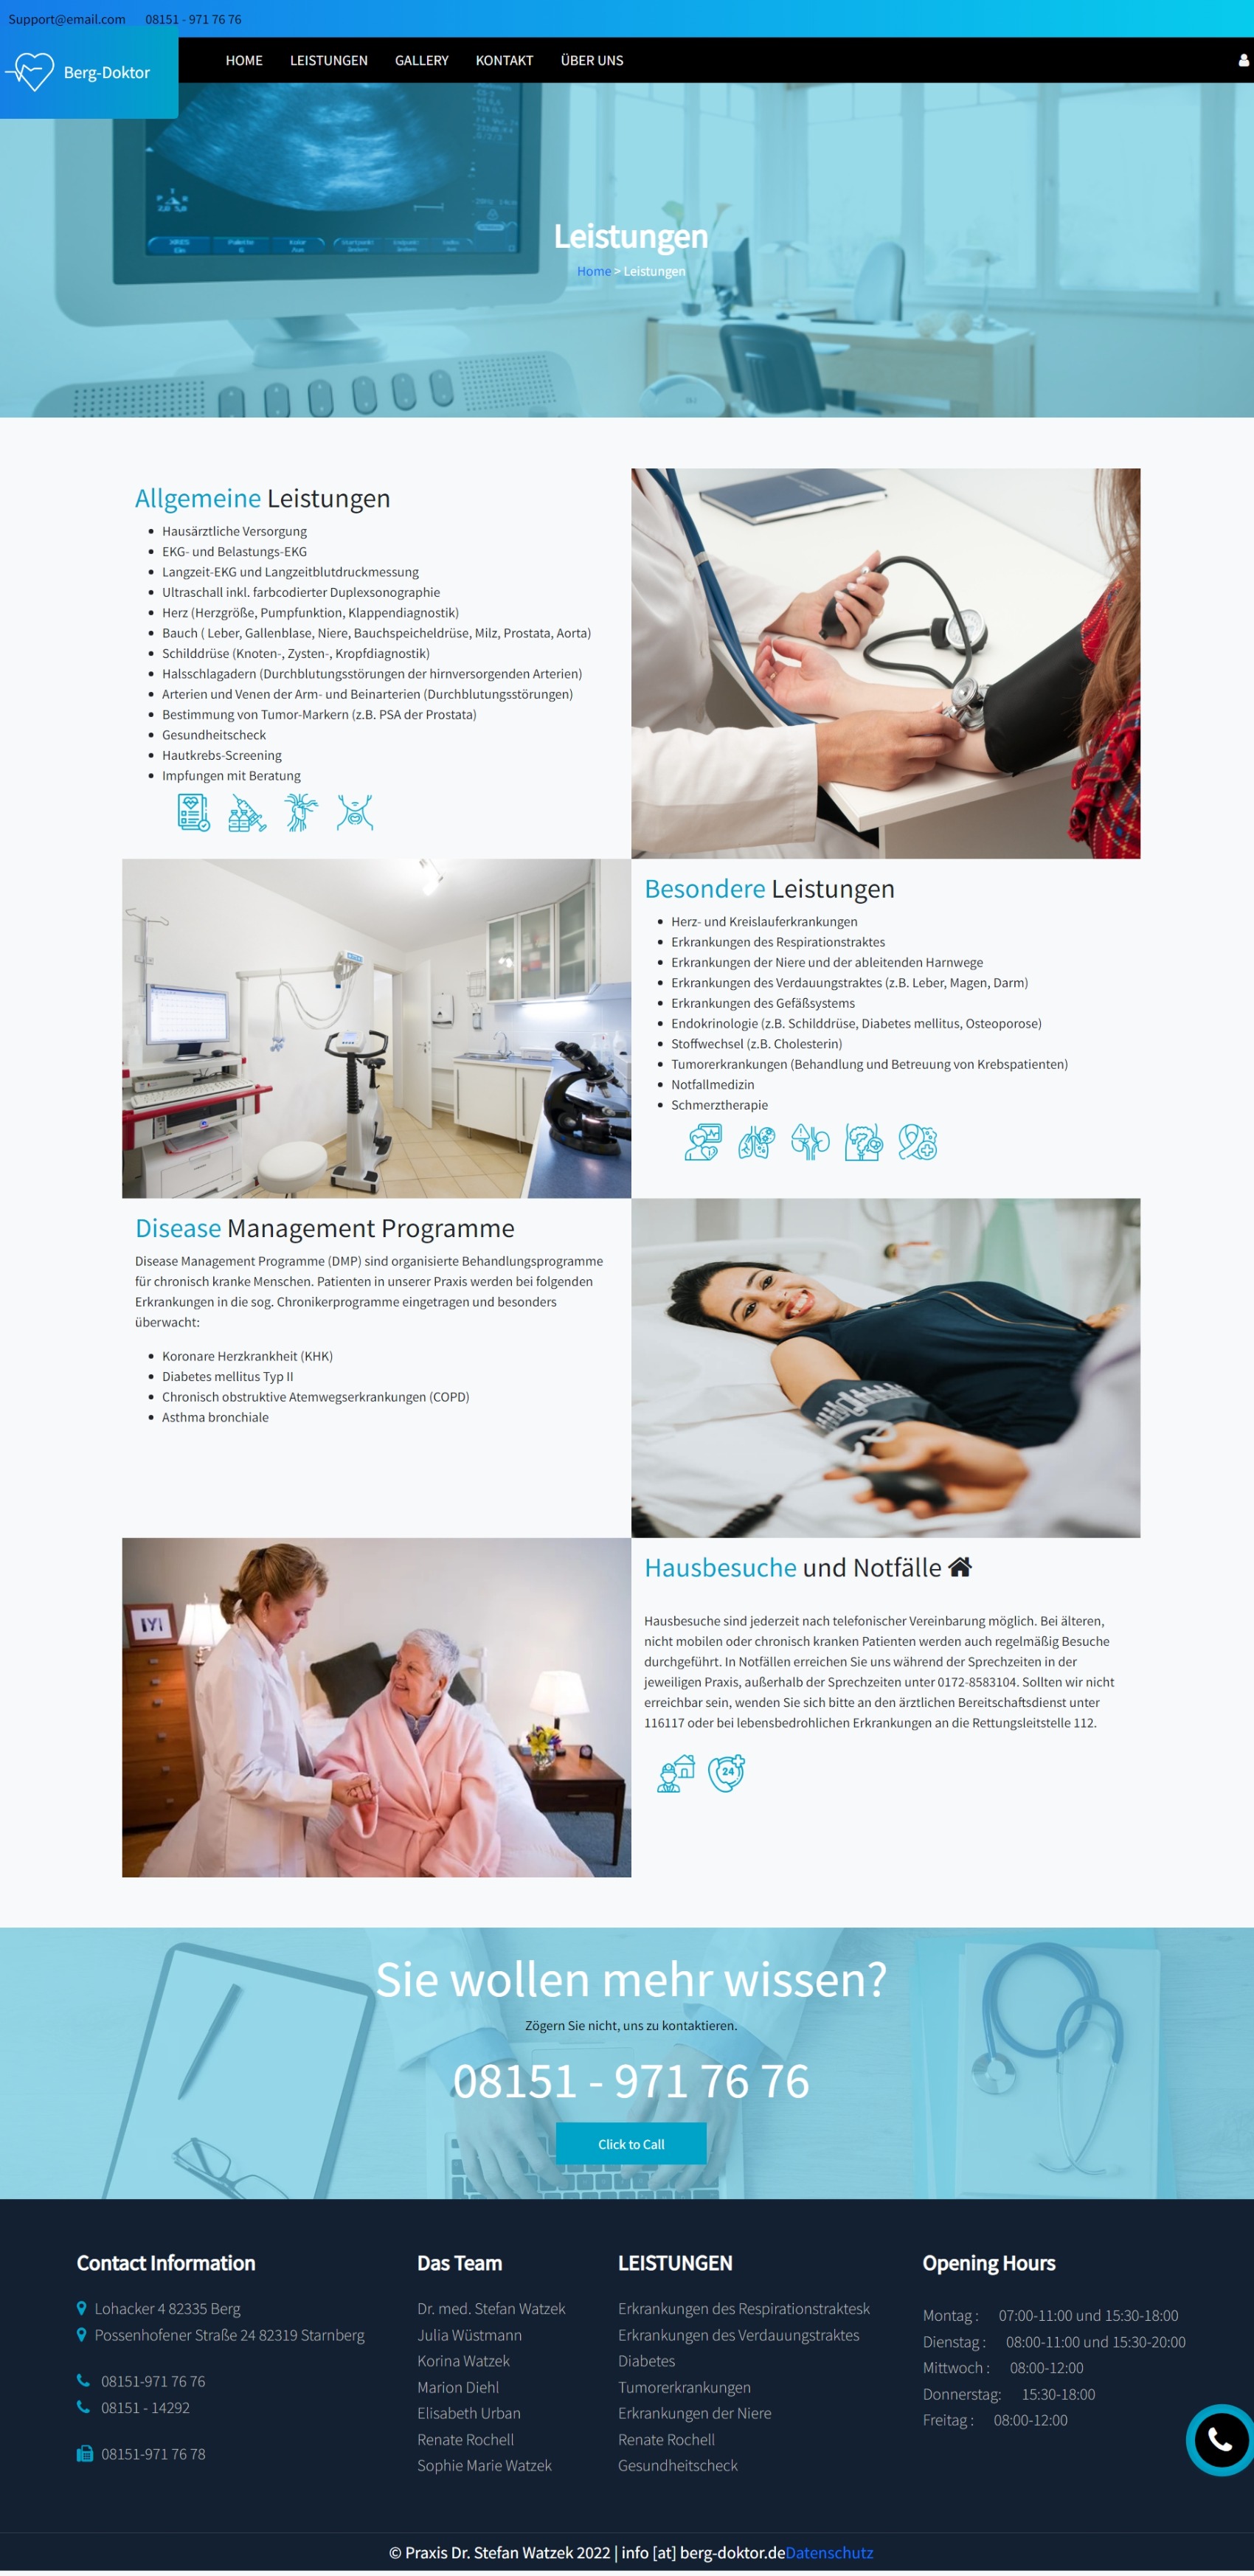 Support@email.com 08151 - 971 76 76
Berg-Doktor
HOME LEISTUNGEN GALLERY KONTAKT ÜBER UNS
Leistungen
Home > Leistungen
Allgemeine Leistungen
Hausärztliche Versorgung
EKG- und Belastungs-EKG
Langzeit-EKG und Langzeitblutdruckmessung
Ultraschall inkl. farbcodierter Duplexsonographie
Herz (Herzgröße, Pumpfunktion, Klappendiagnostik)
Bauch ( Leber, Gallenblase, Niere, Bauchspeicheldrüse, Milz, Prostata, Aorta)
Schilddrüse (Knoten-, Zysten-, Kropfdiagnostik)
Halsschlagadern (Durchblutungsstörungen der hirnversorgenden Arterien)
Arterien und Venen der Arm- und Beinarterien (Durchblutungsstörungen)
Bestimmung von Tumor-Markern (z.B. PSA der Prostata)
Gesundheitscheck
Hautkrebs-Screening
Impfungen mit Beratung
Besondere Leistungen
Herz- und Kreislauferkrankungen
Erkrankungen des Respirationstraktes
Erkrankungen der Niere und der ableitenden Harnwege
Erkrankungen des Verdauungstraktes (z.B. Leber, Magen, Darm)
Erkrankungen des Gefäßsystems
Endokrinologie (z.B. Schilddrüse, Diabetes mellitus, Osteoporose)
Stoffwechsel (z.B. Cholesterin)
Tumorerkrankungen (Behandlung und Betreuung von Krebspatienten)
Notfallmedizin
Schmerztherapie
Disease Management Programme
Disease Management Programme (DMP) sind organisierte Behandlungsprogramme
für chronisch kranke Menschen. Patienten in unserer Praxis werden bei folgenden
Erkrankungen in die sog. Chronikerprogramme eingetragen und besonders
überwacht:
Koronare Herzkrankheit (KHK)
Diabetes mellitus Typ II
Chronisch obstruktive Atemwegserkrankungen (COPD)
Asthma bronchiale
Hausbesuche und Notfälle
Hausbesuche sind jederzeit nach telefonischer Vereinbarung möglich. Bei älteren,
nicht mobilen oder chronisch kranken Patienten werden auch regelmäßig Besuche
durchgeführt. In Notfällen erreichen Sie uns während der Sprechzeiten in der
jeweiligen Praxis, außerhalb der Sprechzeiten unter 0172-8583104. Sollten wir nicht
erreichbar sein, wenden Sie sich bitte an den ärztlichen Bereitschaftsdienst unter
116117 oder bei lebensbedrohlichen Erkrankungen an die Rettungsleitstelle 112.
24
Sie wollen mehr wissen?
Zögern Sie nicht, uns zu kontaktieren.
08151 - 971 76 76
Click to Call
Contact Information
Lohacker 4 82335 Berg
Possenhofener Straße 24 82319 Starnberg
08151-971 76 76
08151 - 14292
08151-971 76 78
Das Team
Dr. med. Stefan Watzek
Julia Wüstmann
Korina Watzek
Marion Diehl
Elisabeth Urban
Renate Rochell
Sophie Marie Watzek
LEISTUNGEN
Erkrankungen des Respirationstraktesk
Erkrankungen des Verdauungstraktes
Diabetes
Tumorerkrankungen
Erkrankungen der Niere
Renate Rochell
Gesundheitscheck
Opening Hours
Montag : 07:00-11:00 und 15:30-18:00
Dienstag : 08:00-11:00 und 15:30-20:00
Mittwoch : 08:00-12:00
Donnerstag: 15:30-18:00
Freitag : 08:00-12:00
© Praxis Dr. Stefan Watzek 2022 | info [at] berg-doktor.deDatenschutz